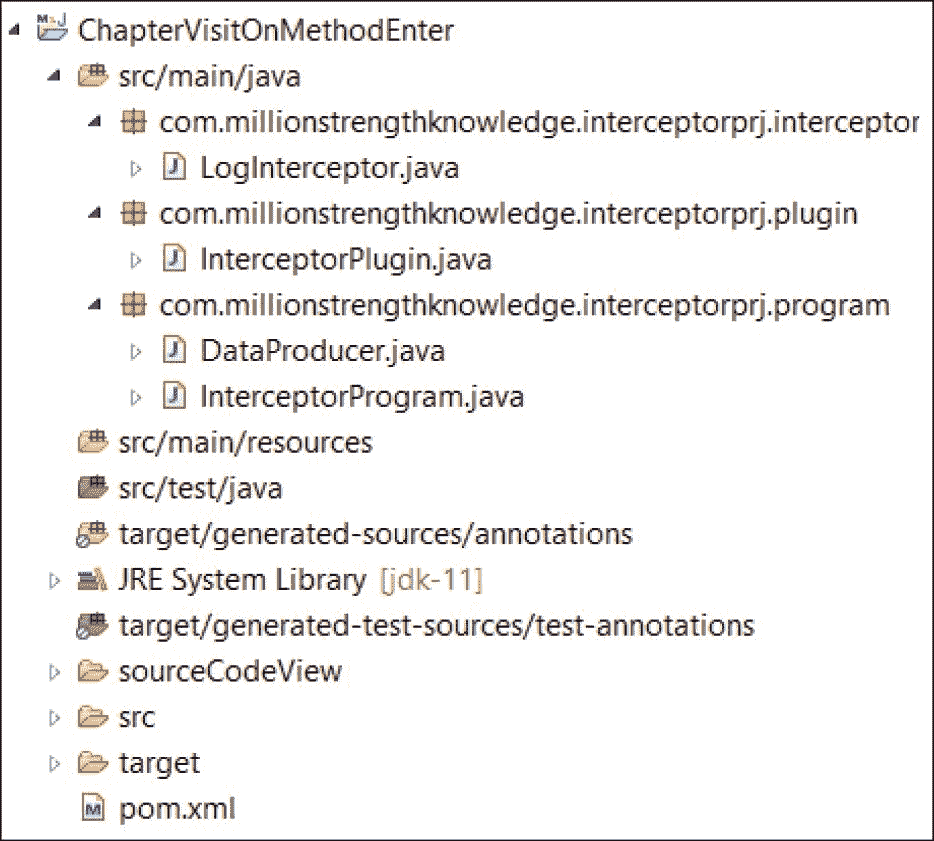 ChapterVisitOnMethodEnter
src/main/java
com.millionstrengthknowledge.interceptorprj.interceptor
LogInterceptor.java
com.millionstrengthknowledge.interceptorprj.plugin
InterceptorPlugin.java
com.millionstrengthknowledge.interceptorprj.program
DataProducer.java
InterceptorProgram.java
src/main/resources
src/test/java
target/generated-sources/annotations
JRE System Library [jdk-11]
target/generated-test-sources/test-annotations
sourceCodeView
src
target
pom.xml